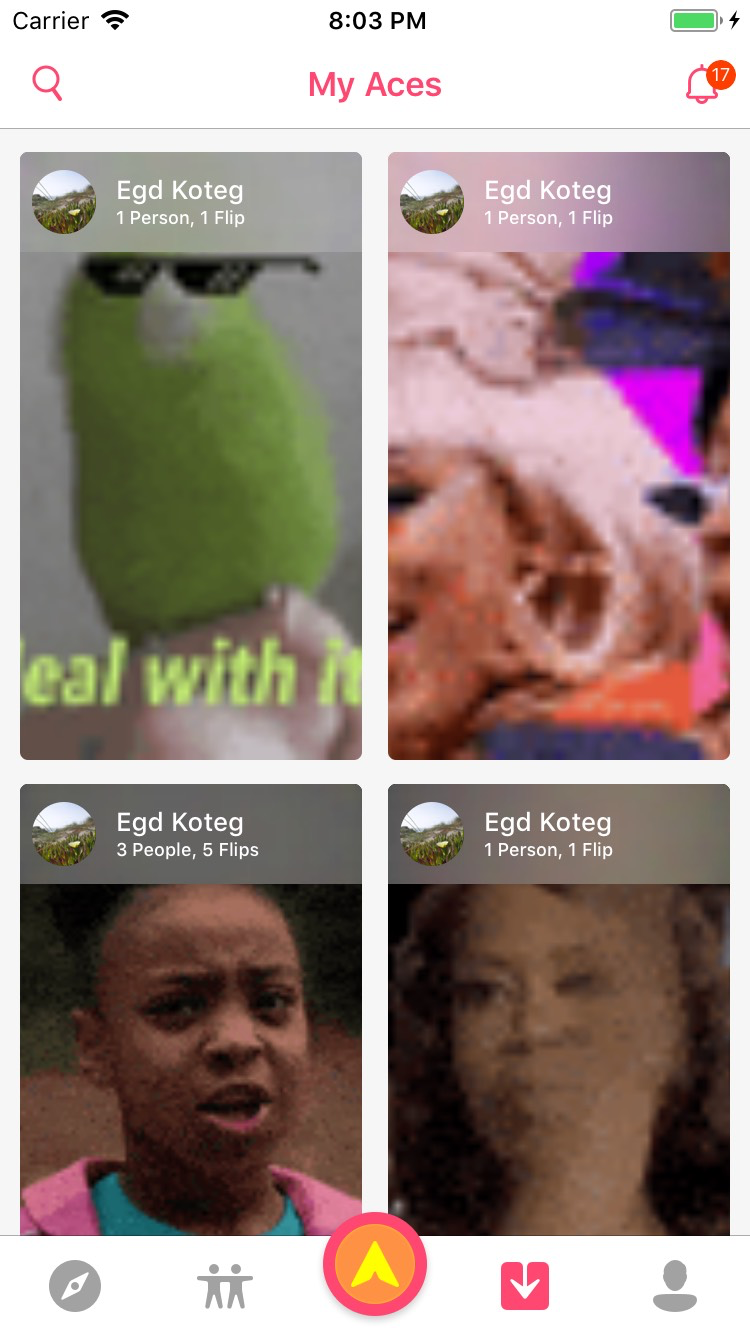 Carrier 8:03 PM
My Aces
17
Egd Koteg
1 Person, 1 Flip
Egd Koteg
1 Person, 1 Flip
eal with it
Egd Koteg
3 People, 5 Flips
Egd Koteg
1 Person, 1 Flip